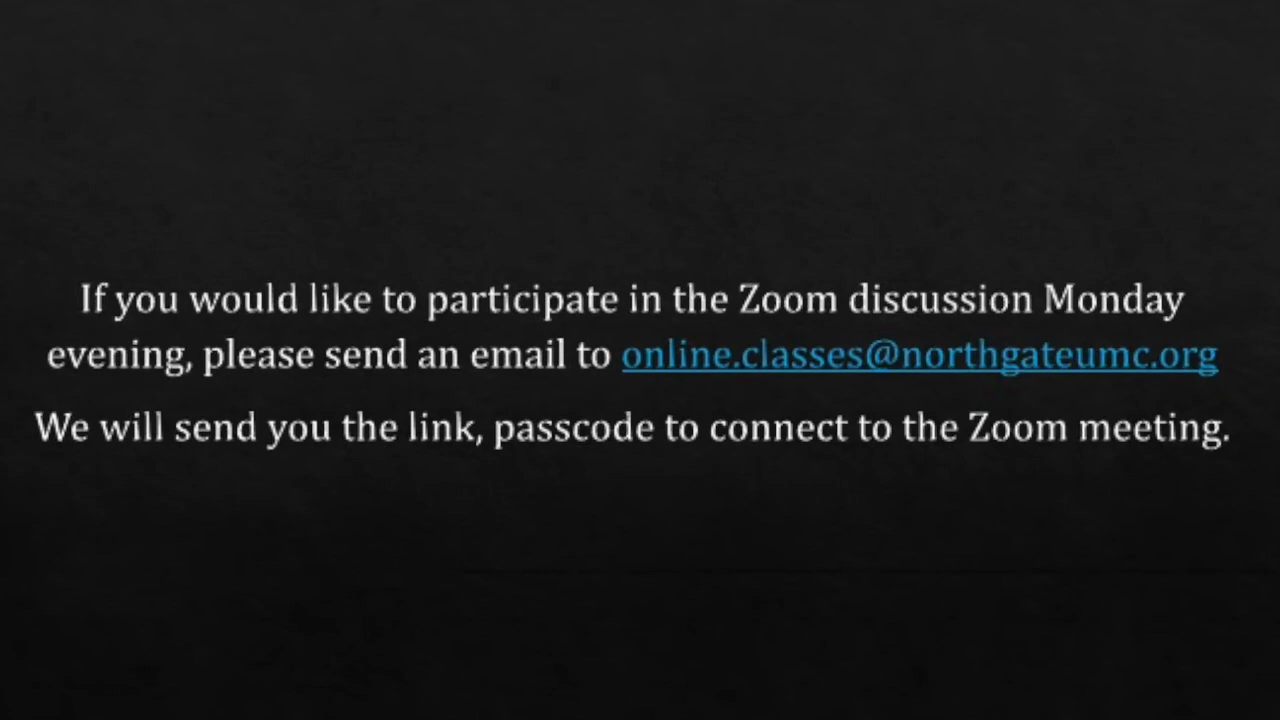 If you would like to participate in the Zoom discussion Monday
evening, please send an email to online.classes@northgateumc.org
We will send you the link, passcode to connect to the Zoom meeting.